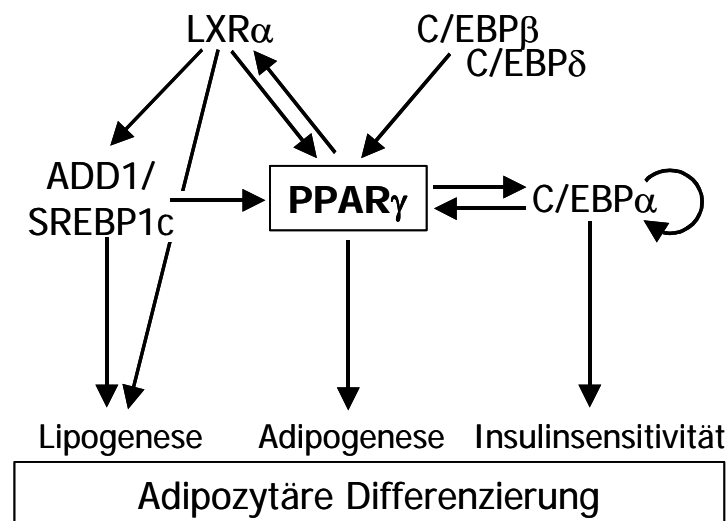 LXRα
C/EBPβ
C/EBPδ
ADD1/
SREBP1c
PPARγ
C/EBPα
Lipogenese
Adipogenese
Insulinsensitivität
Adipozytäre Differenzierung